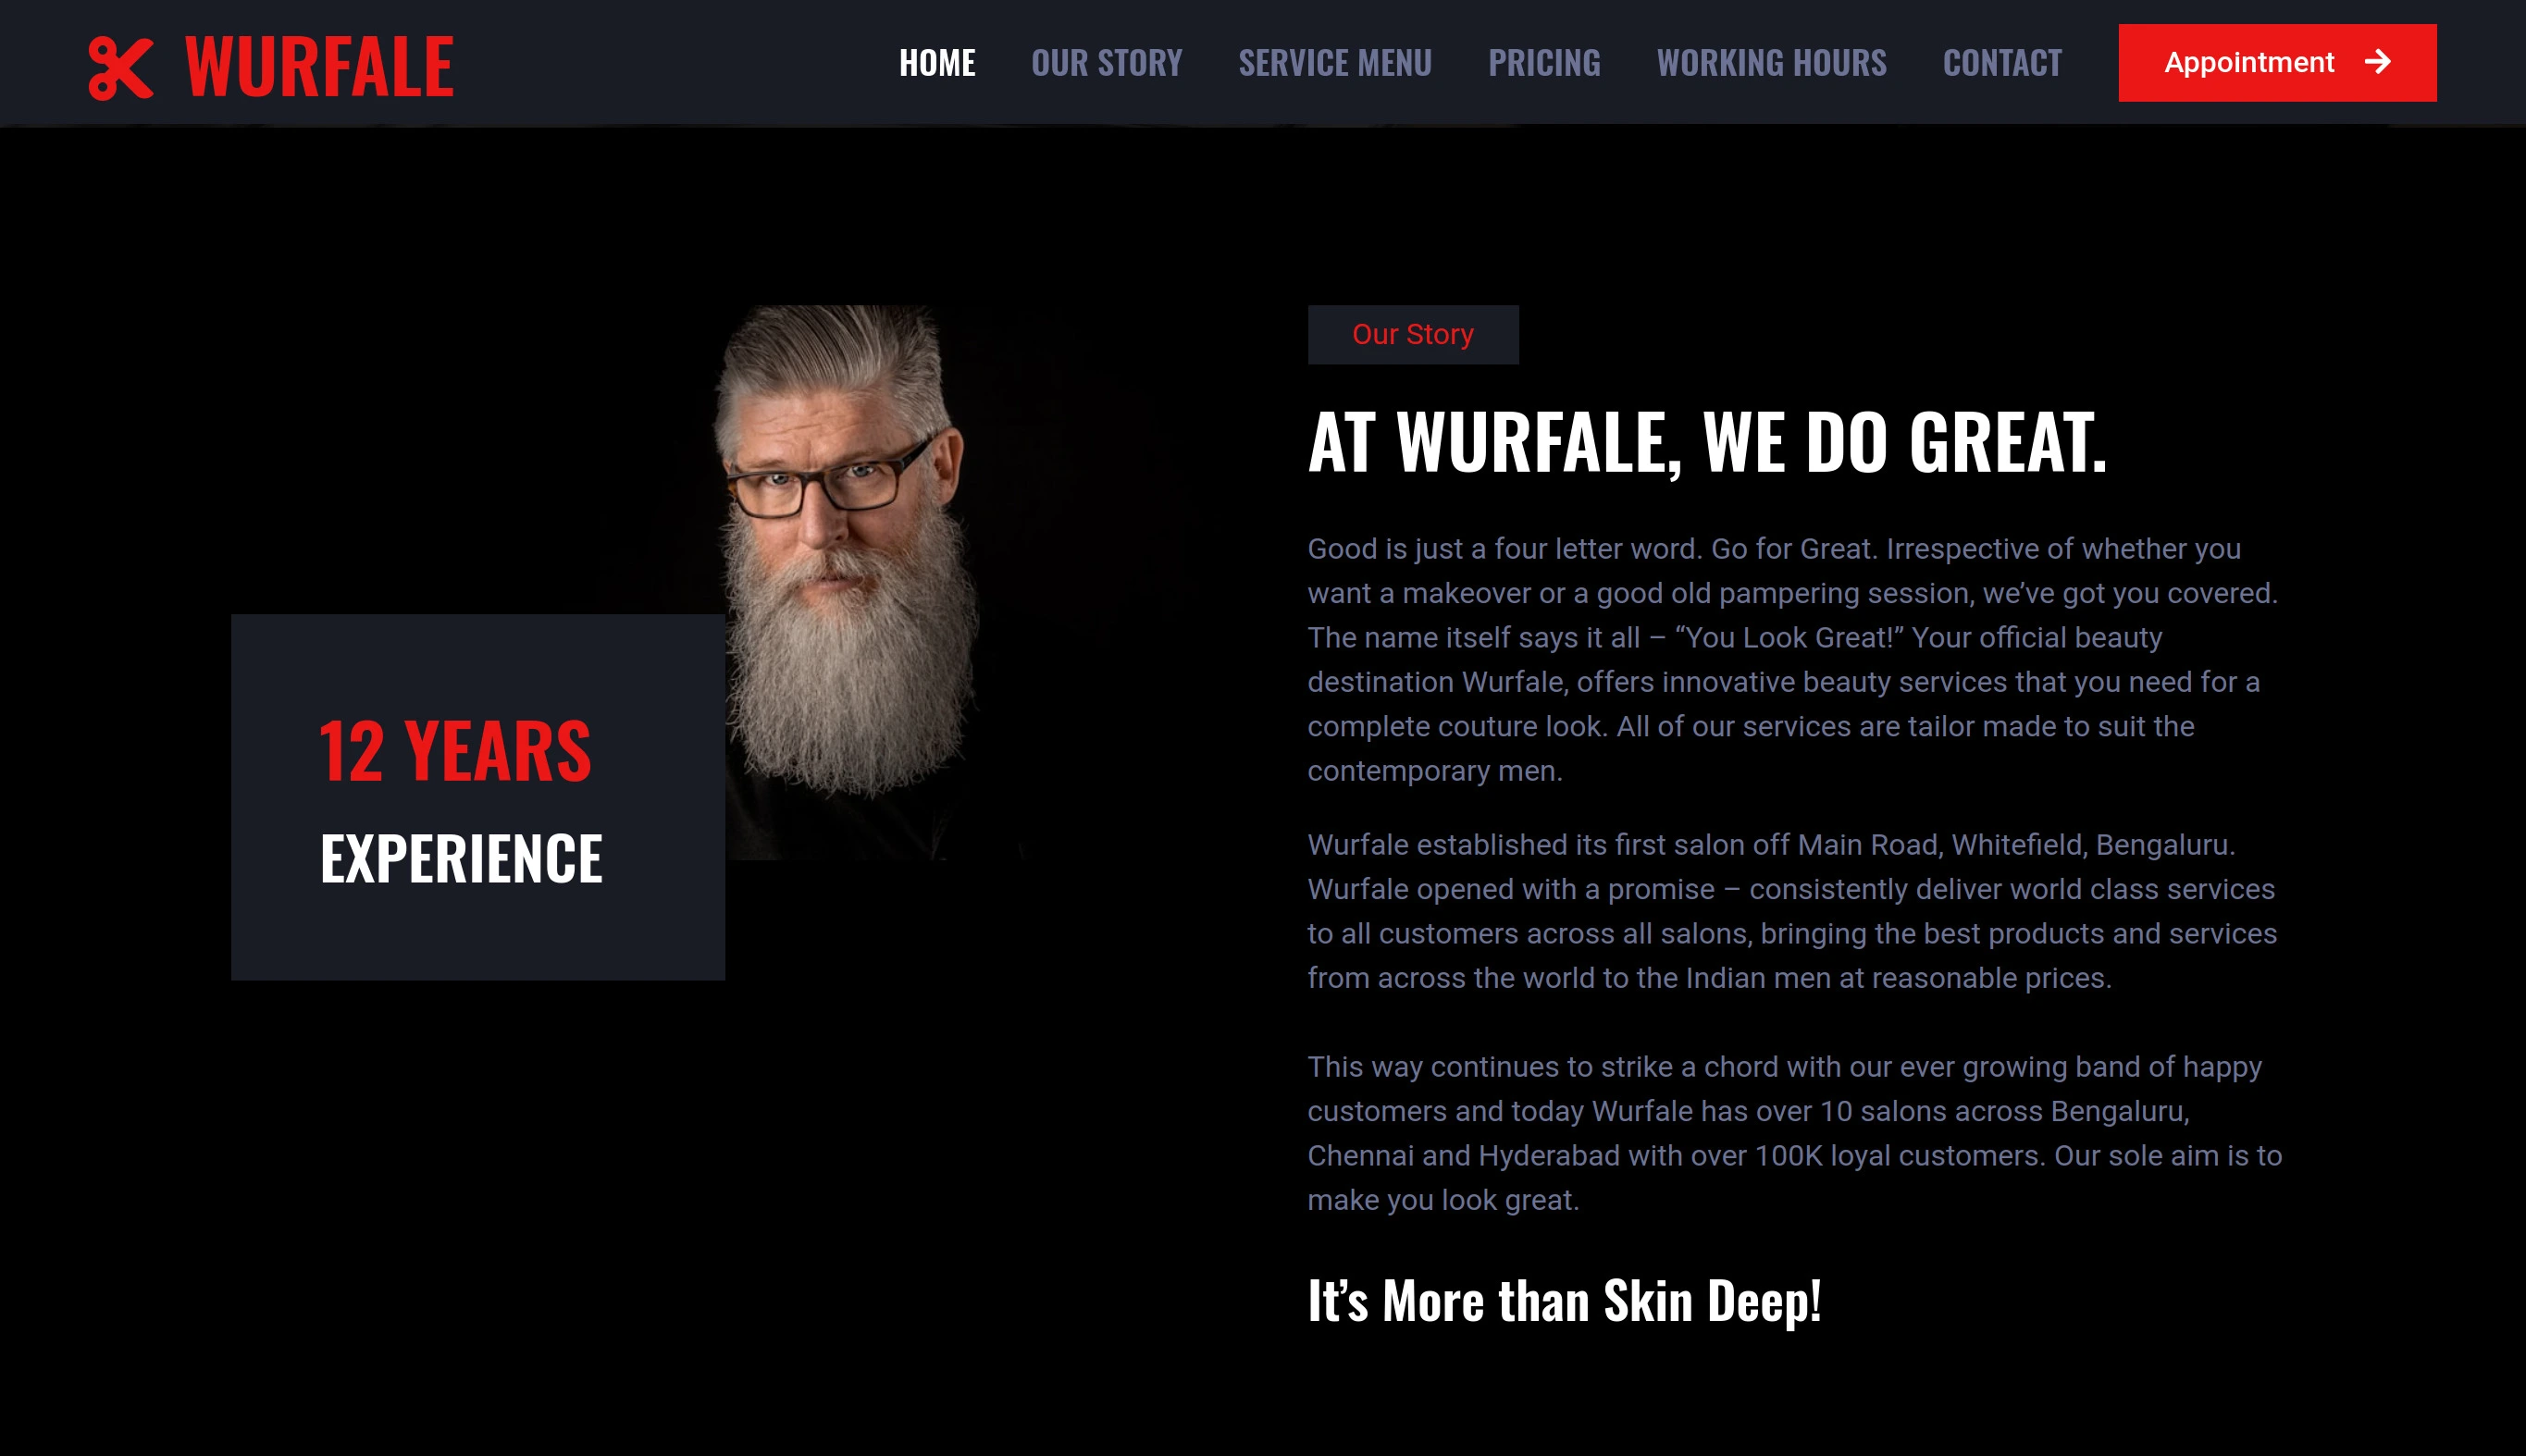 WURFALE
HOME
OUR STORY
SERVICE MENU
PRICING
WORKING HOURS
CONTACT
Appointment
12 YEARS
EXPERIENCE
Our Story
AT WURFALE, WE DO GREAT.
Good is just a four letter word. Go for Great. Irrespective of whether you
want a makeover or a good old pampering session, we’ve got you covered.
The name itself says it all – “You Look Great!” Your official beauty
destination Wurfale, offers innovative beauty services that you need for a
complete couture look. All of our services are tailor made to suit the
contemporary men.
Wurfale established its first salon off Main Road, Whitefield, Bengaluru.
Wurfale opened with a promise – consistently deliver world class services
to all customers across all salons, bringing the best products and services
from across the world to the Indian men at reasonable prices.
This way continues to strike a chord with our ever growing band of happy
customers and today Wurfale has over 10 salons across Bengaluru,
Chennai and Hyderabad with over 100K loyal customers. Our sole aim is to
make you look great.
It’s More than Skin Deep!